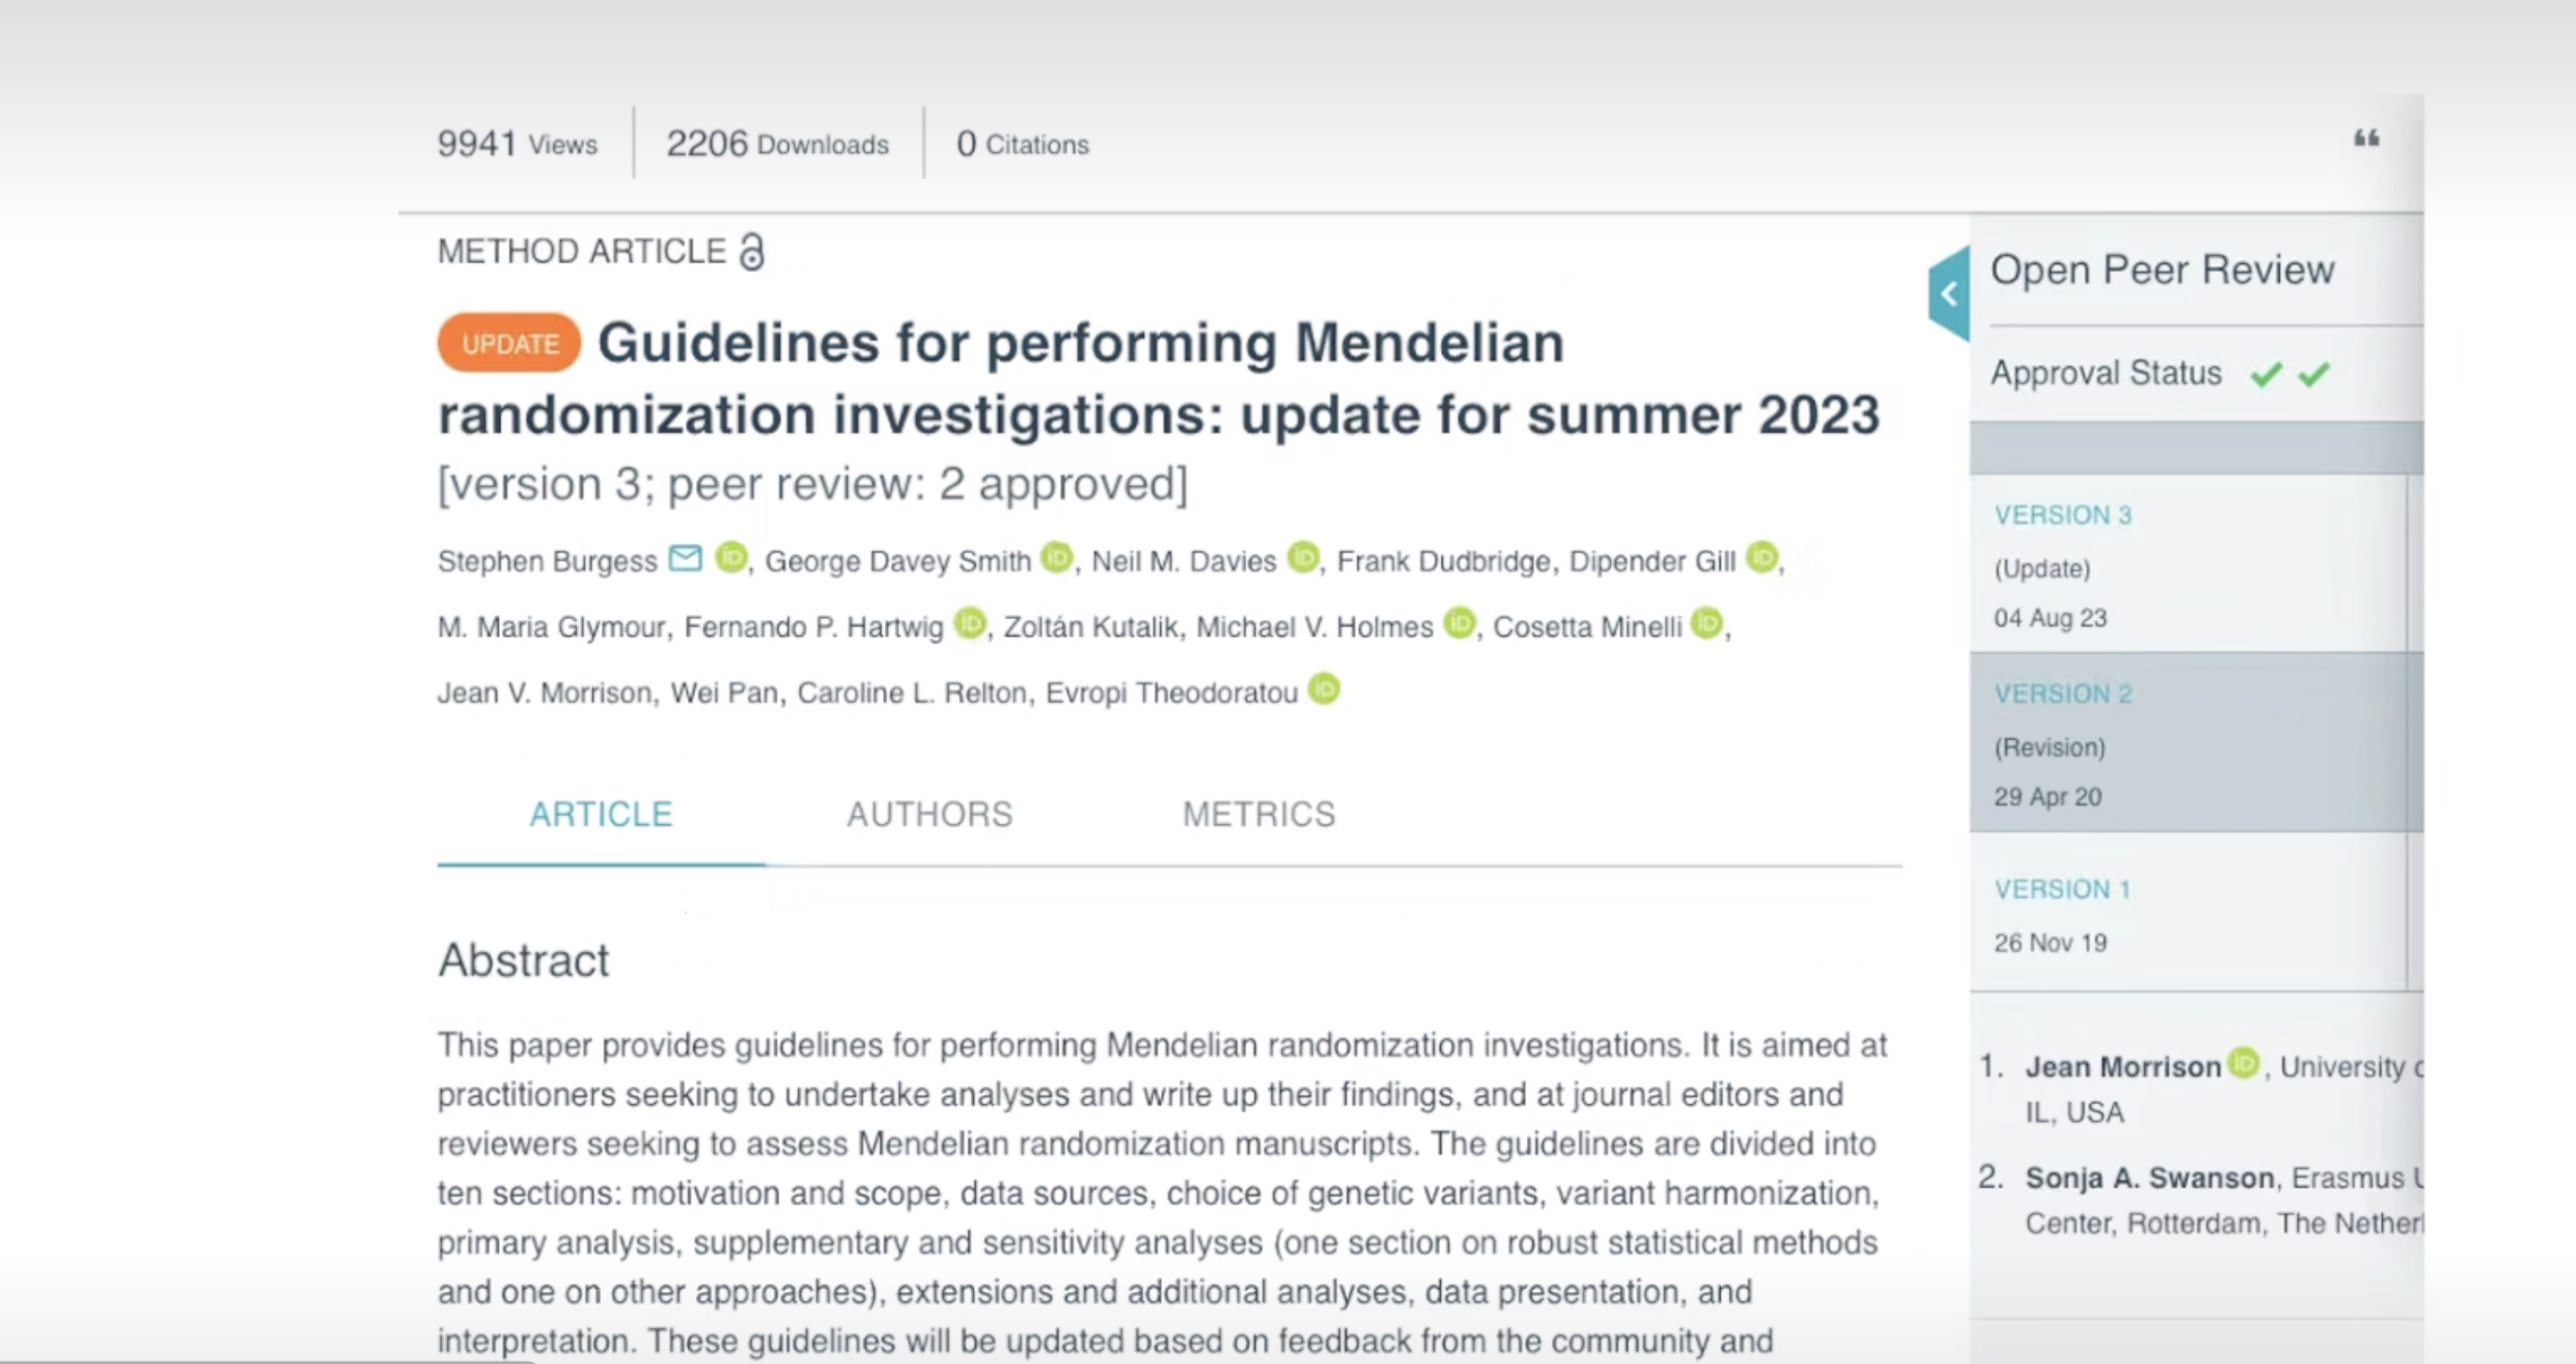 9941 Views
2206 Downloads
0 Citations
“
METHOD ARTICLE
UPDATE Guidelines for performing Mendelian
randomization investigations: update for summer 2023
[version 3; peer review: 2 approved]
Stephen Burgess iD, George Davey Smith iD, Neil M. Davies iD, Frank Dudbridge, Dipender Gill iD,
M. Maria Glymour, Fernando P. Hartwig iD, Zoltán Kutalik, Michael V. Holmes iD, Cosetta Minelli iD,
Jean V. Morrison, Wei Pan, Caroline L. Relton, Evropi Theodoratou iD
ARTICLE
AUTHORS
METRICS
Abstract
This paper provides guidelines for performing Mendelian randomization investigations. It is aimed at
practitioners seeking to undertake analyses and write up their findings, and at journal editors and
reviewers seeking to assess Mendelian randomization manuscripts. The guidelines are divided into
ten sections: motivation and scope, data sources, choice of genetic variants, variant harmonization,
primary analysis, supplementary and sensitivity analyses (one section on robust statistical methods
and one on other approaches), extensions and additional analyses, data presentation, and
interpretation. These guidelines will be updated based on feedback from the community and
Open Peer Review
Approval Status
VERSION 3
(Update)
04 Aug 23
VERSION 2
(Revision)
29 Apr 20
VERSION 1
26 Nov 19
1. Jean Morrison iD, University
IL, USA
2. Sonja A. Swanson, Erasmus
Center, Rotterdam, The